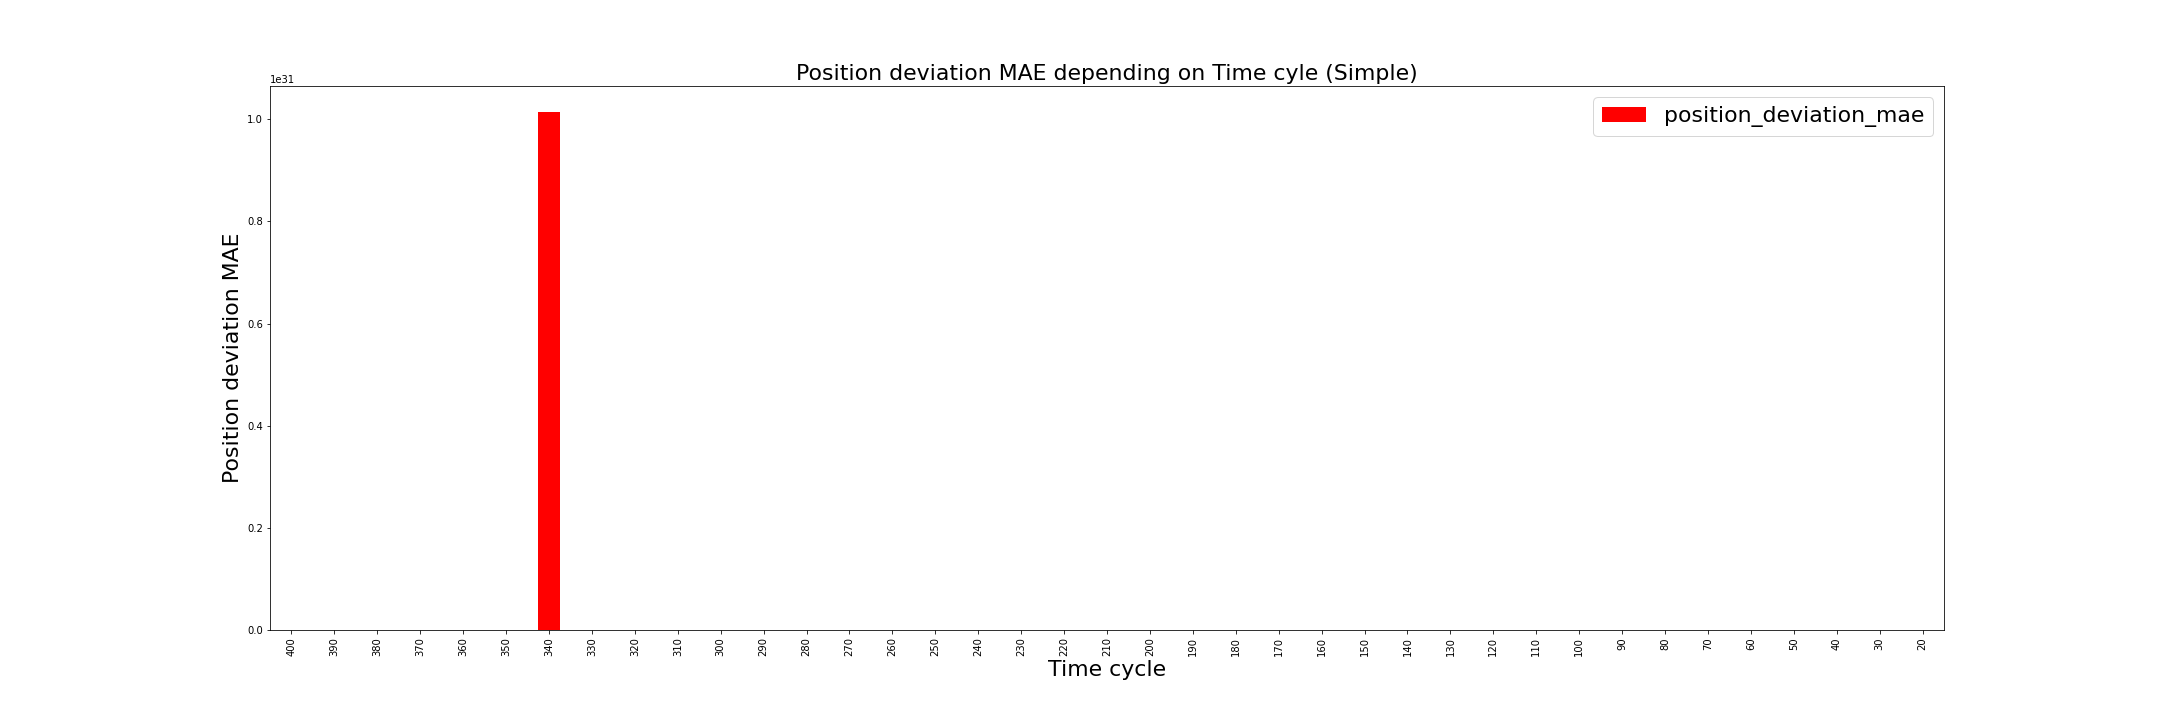 Position deviation MAE depending on Time cyle (Simple)
1e31
position_deviation_mae
1.0
0.8
0.6
0.4
0.2
0.0
Position deviation MAE
400 390 380 370 360 350 340 330 320 310 300 290 280 270 260 250 240 230 220 210 200 190 180 170 160 150 140 130 120 110 100 90 80 70 60 50 40 30 20
Time cycle